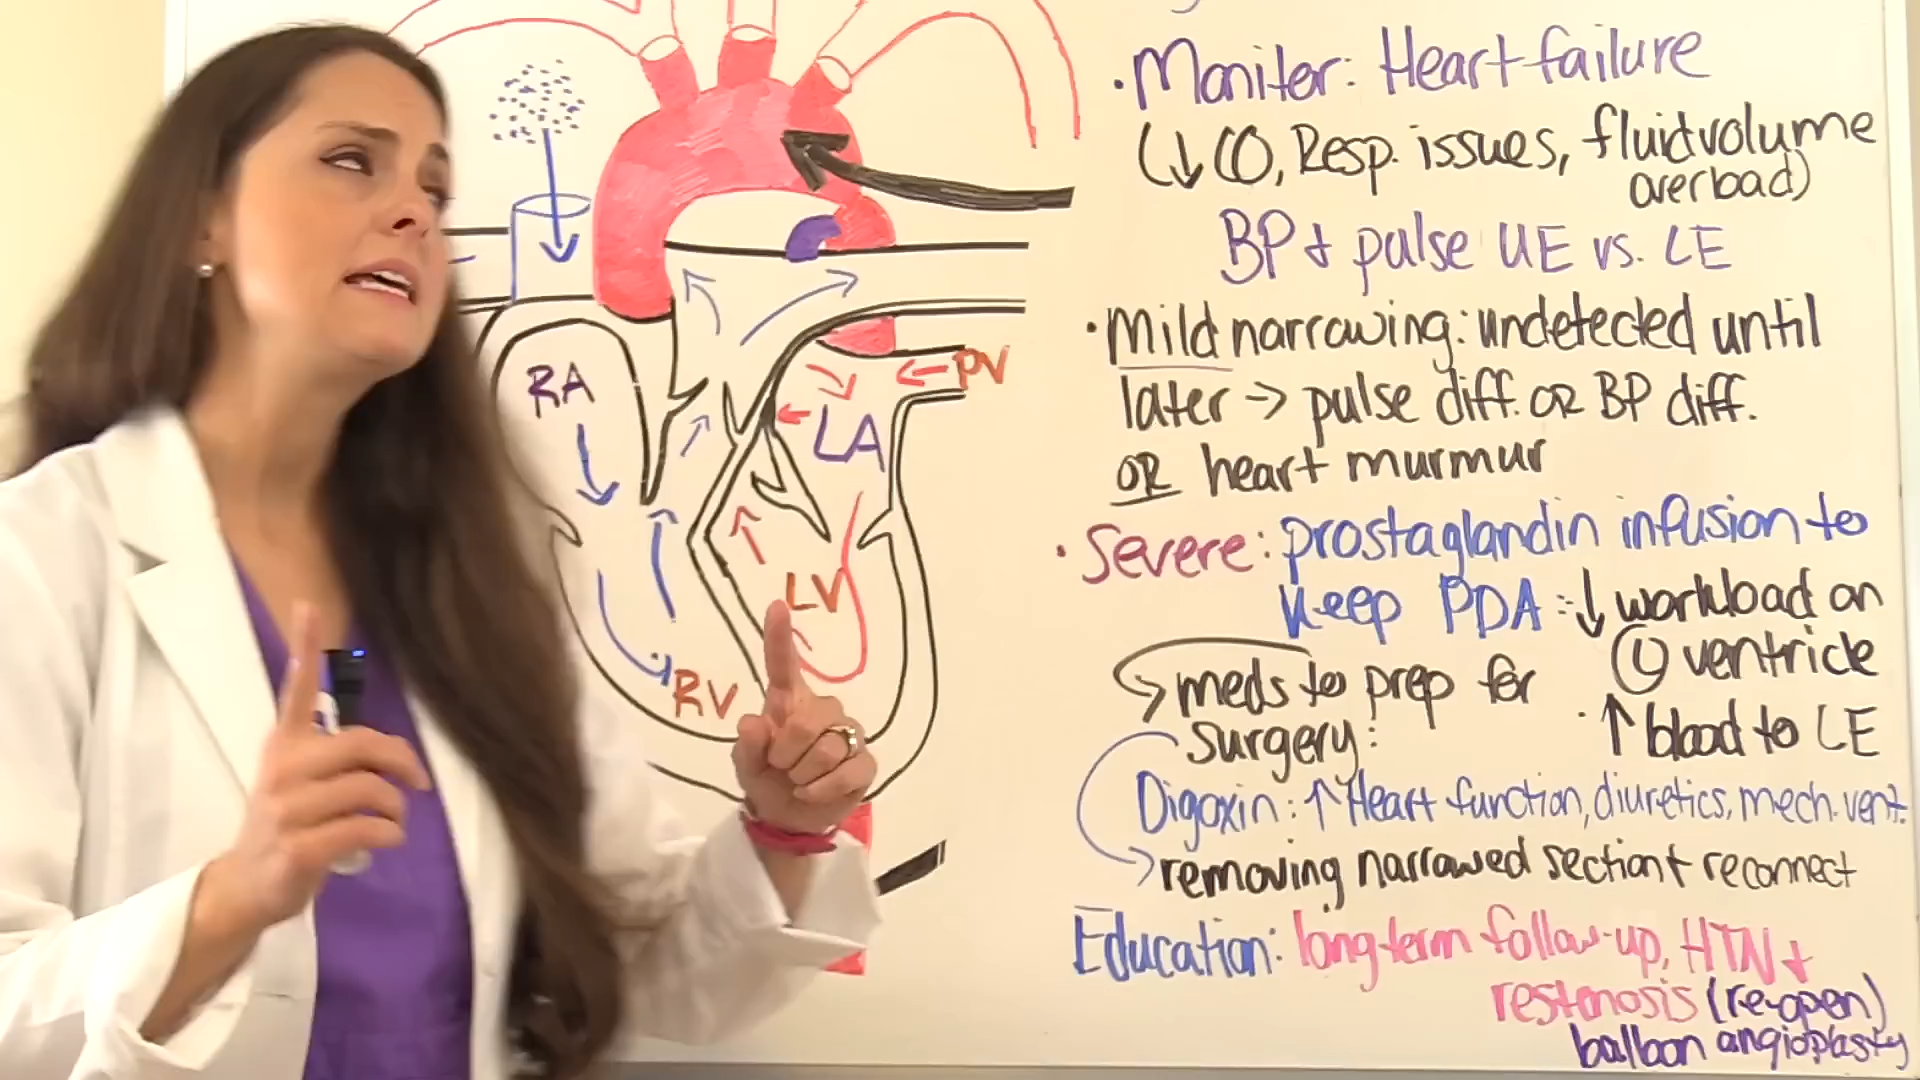 • Moniter: Heart failure
(↓ CO, Resp. issues, fluid volume overload)
BP + pulse UE vs. LE
• Mild narrowing: undetected until
later → pulse diff. OR BP diff.
OR heart murmur
• Severe: prostaglandin infusion to
keep PDA : ↓ workload on
Ⓛ ventricle
meds to prep for
surgery:
· ↑ blood to LE
Digoxin: ↑ Heart function, diuretics, mech. vent.
removing narrowed section + reconnect
Education: long-term follow-up, HTN +
restenosis (re-open)
balloon angioplasty
RA
PV
LA
LV
RV